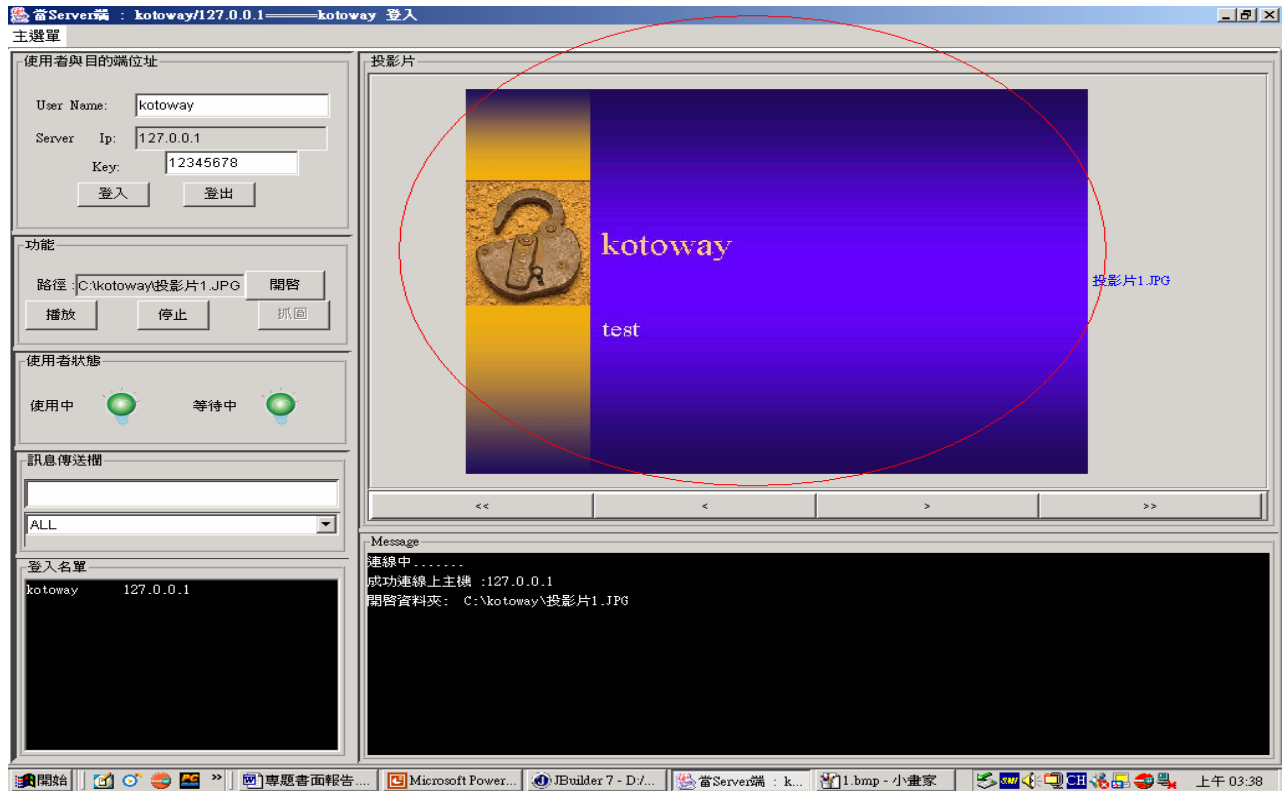 當Server端 : kotoway/127.0.0.1————kotoway 登入
主選單
使用者與目的端位址
User Name: kotoway
Server Ip: 127.0.0.1
Key: 12345678
登入 登出
功能
路徑 : C:\kotoway\投影片1.JPG 開啓
播放 停止 抓圖
使用者狀態
使用中 等待中
訊息傳送欄
ALL
登入名單
kotoway 127.0.0.1
投影片
kotoway
test
投影片1.JPG
<< < > >>
Message
連線中.......
成功連線上主機 :127.0.0.1
開啓資料夾: C:\kotoway\投影片1.JPG
開始 » 專題書面報告.... Microsoft Power... JBuilder 7 - D:/... 當Server端 : k... 1.bmp - 小畫家 CH 上午 03:38